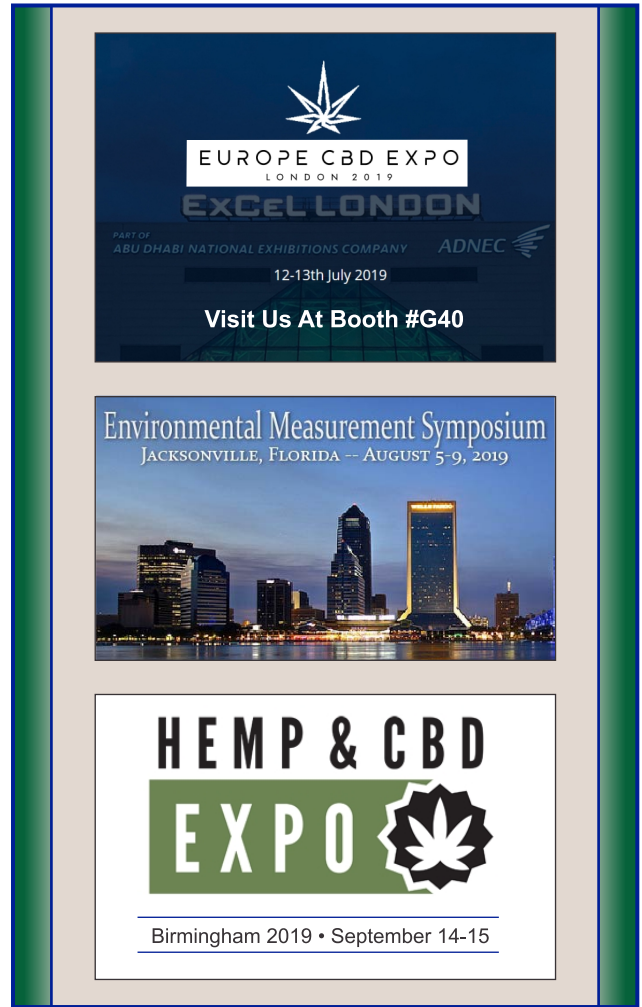 EUROPE CBD EXPO
LONDON 2019
ExCeL LONDON
PART OF
ABU DHABI NATIONAL EXHIBITIONS COMPANY ADNEC
12-13th July 2019
Visit Us At Booth #G40
Environmental Measurement Symposium
Jacksonville, Florida -- August 5-9, 2019
WELLS FARGO
HEMP & CBD
EXPO
Birmingham 2019 • September 14-15